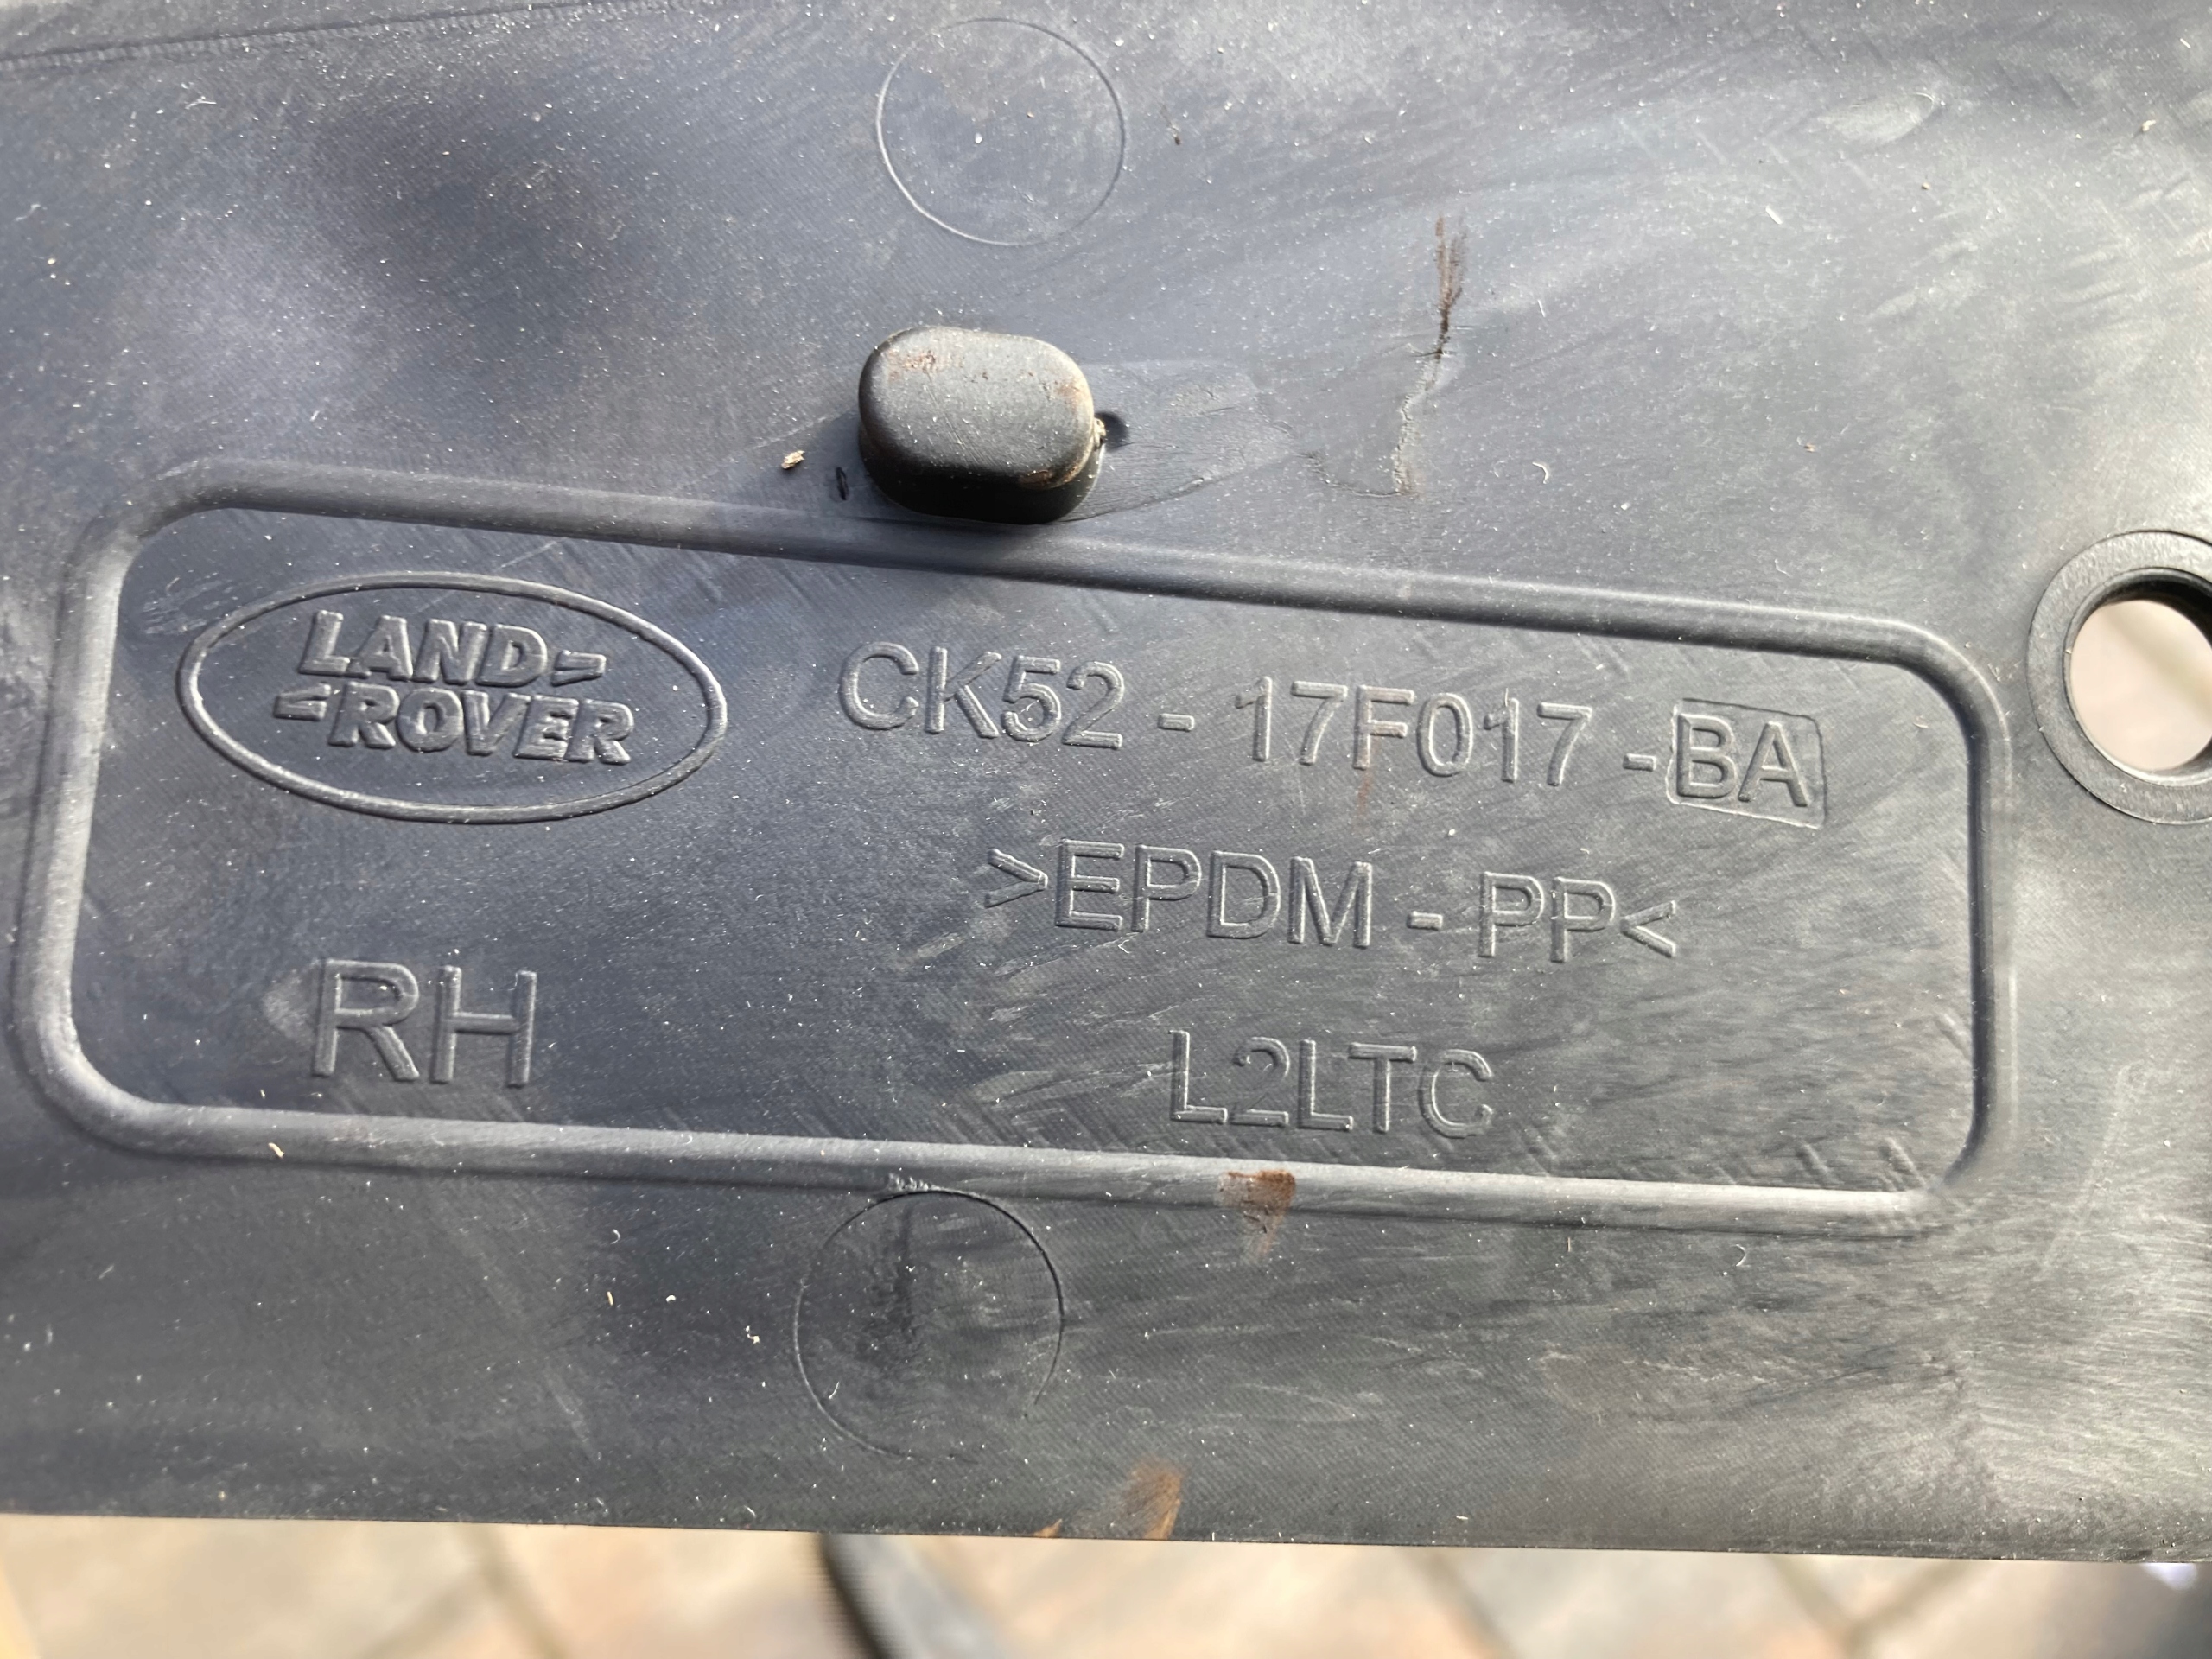 LAND
ROVER
CK52 - 17F017 - BA
>EPDM - PP<
RH
L2LTC